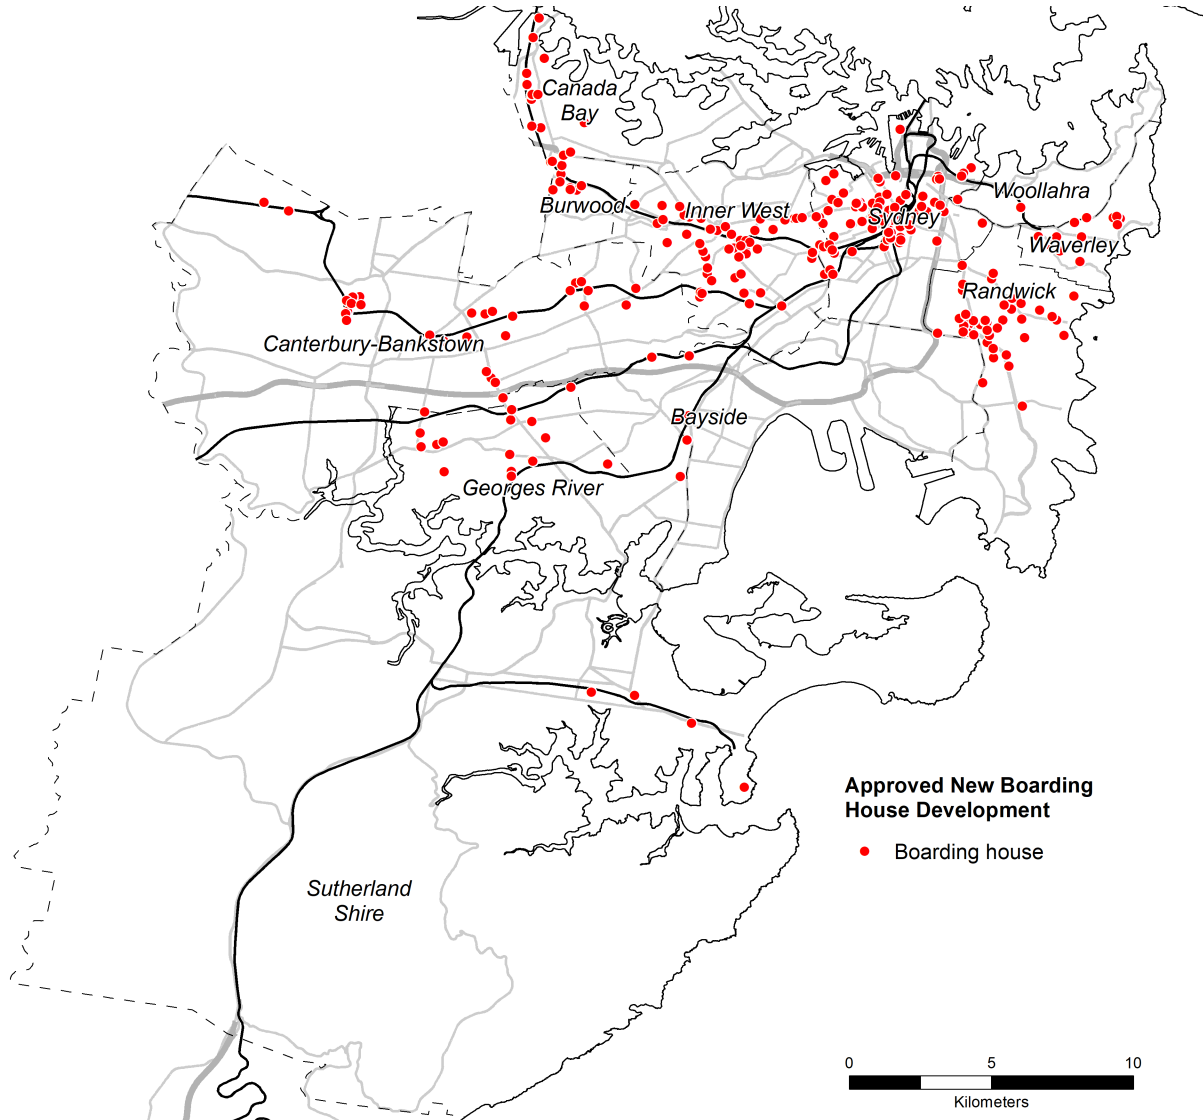 Canada
Bay
Burwood
Inner West
Sydney
Woollahra
Waverley
Randwick
Canterbury-Bankstown
Bayside
Georges River
Approved New Boarding
House Development
Boarding house
Sutherland
Shire
0 5 10
Kilometers